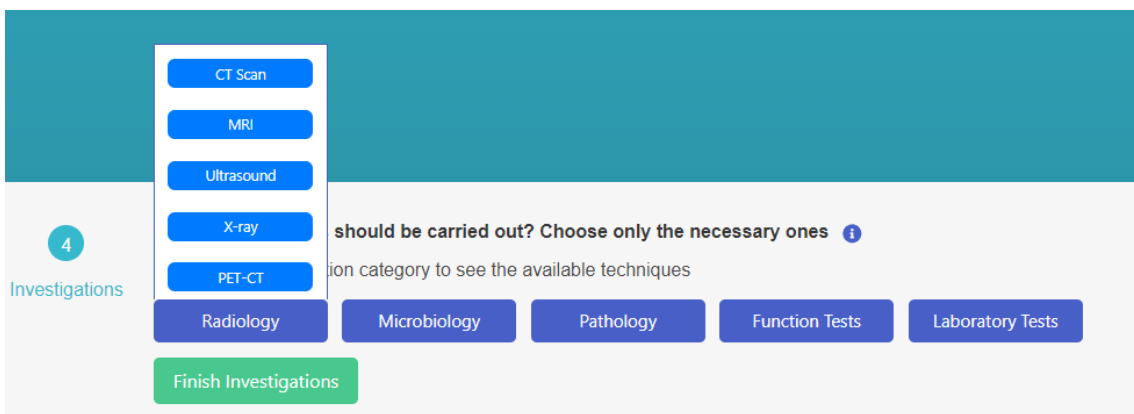 CT Scan
MRI
Ultrasound
X-ray
PET-CT
4
Investigations
should be carried out? Choose only the necessary ones
category to see the available techniques
Radiology
Microbiology
Pathology
Function Tests
Laboratory Tests
Finish Investigations